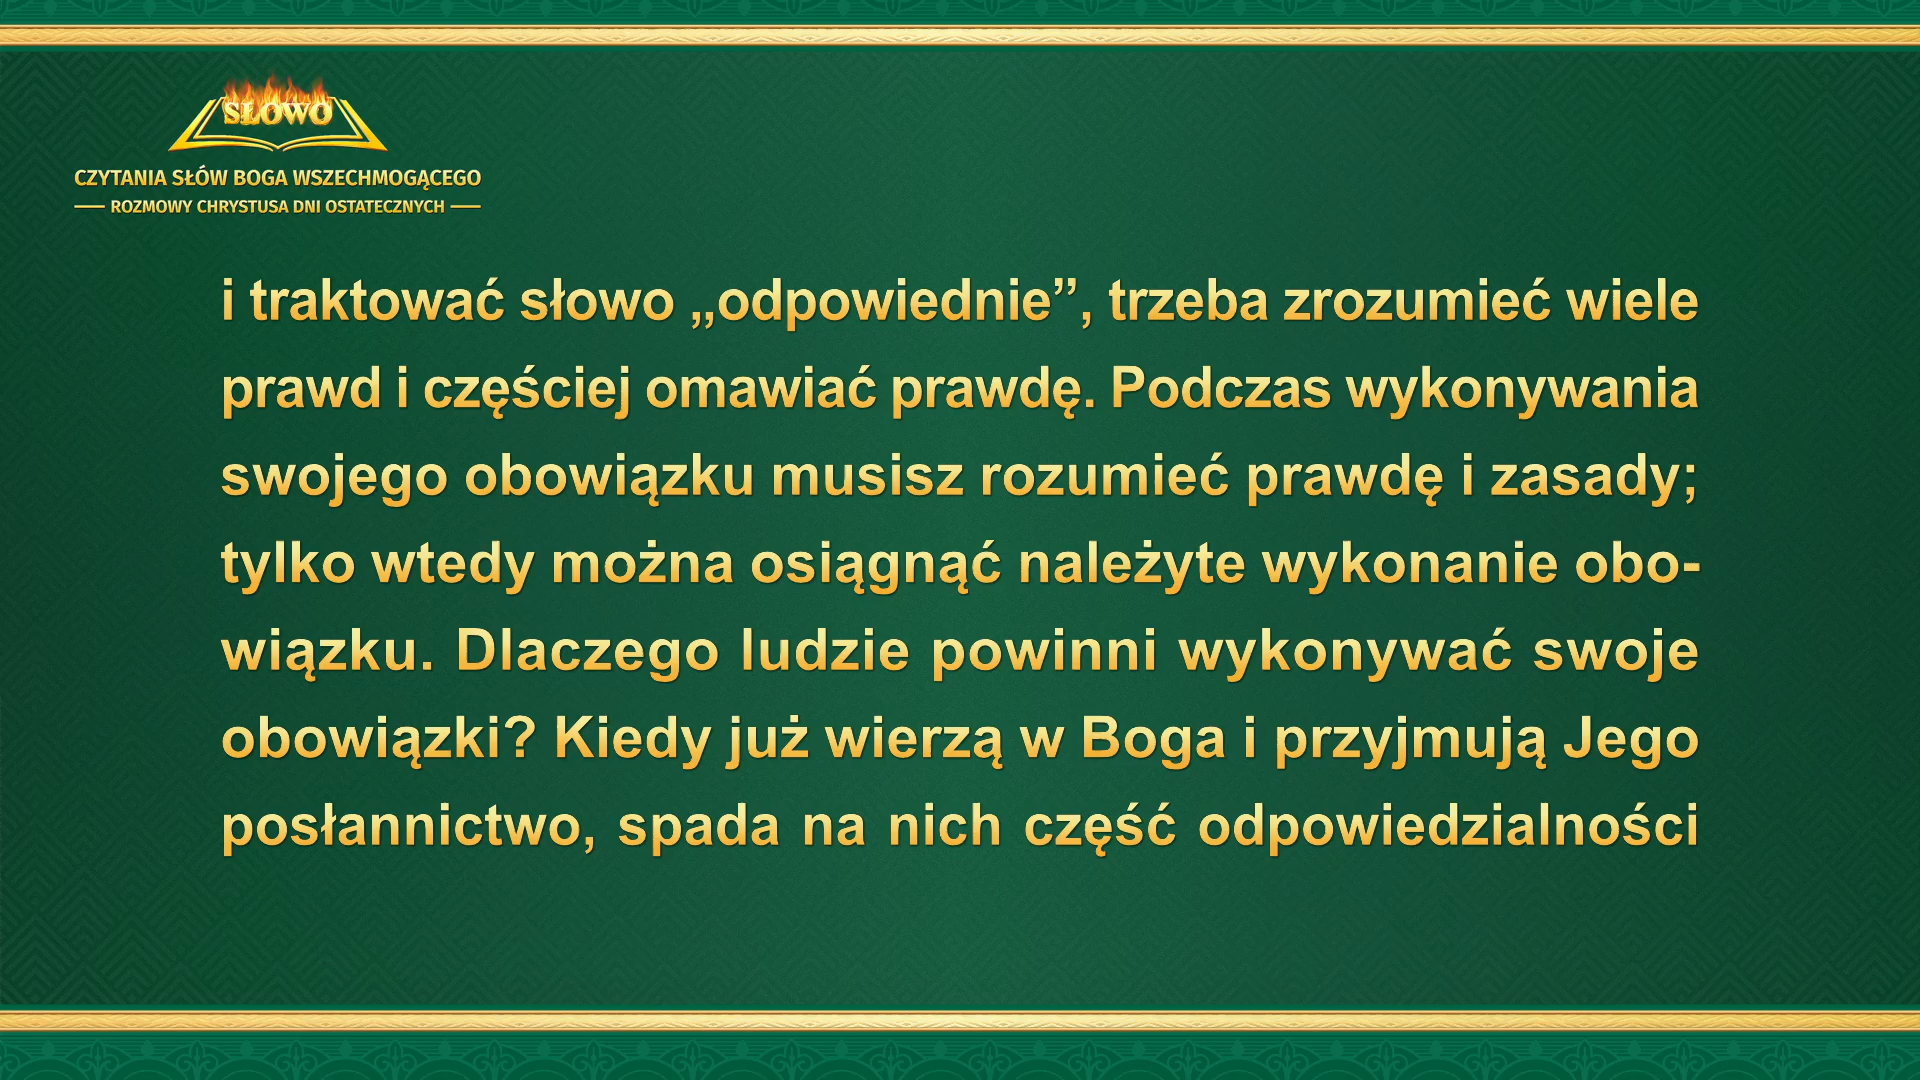 SŁOWO
CZYTANIA SŁÓW BOGA WSZECHMOGĄCEGO
ROZMOWY CHRYSTUSA DNI OSTATECZNYCH
i traktować słowo „odpowiednie”, trzeba zrozumieć wiele
prawd i częściej omawiać prawdę. Podczas wykonywania
swojego obowiązku musisz rozumieć prawdę i zasady;
tylko wtedy można osiągnąć należyte wykonanie obo-
wiązku. Dlaczego ludzie powinni wykonywać swoje
obowiązki? Kiedy już wierzą w Boga i przyjmują Jego
posłannictwo, spada na nich część odpowiedzialności